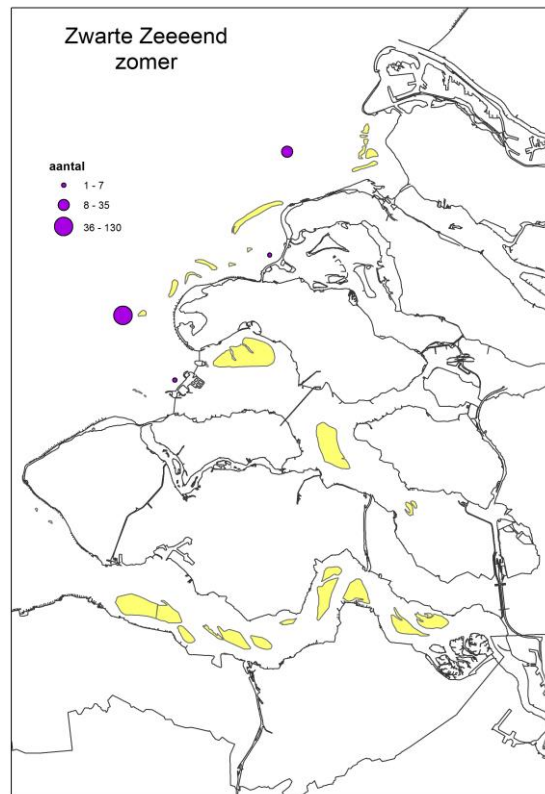 Zwarte Zeeeend
zomer
aantal
1 - 7
8 - 35
36 - 130